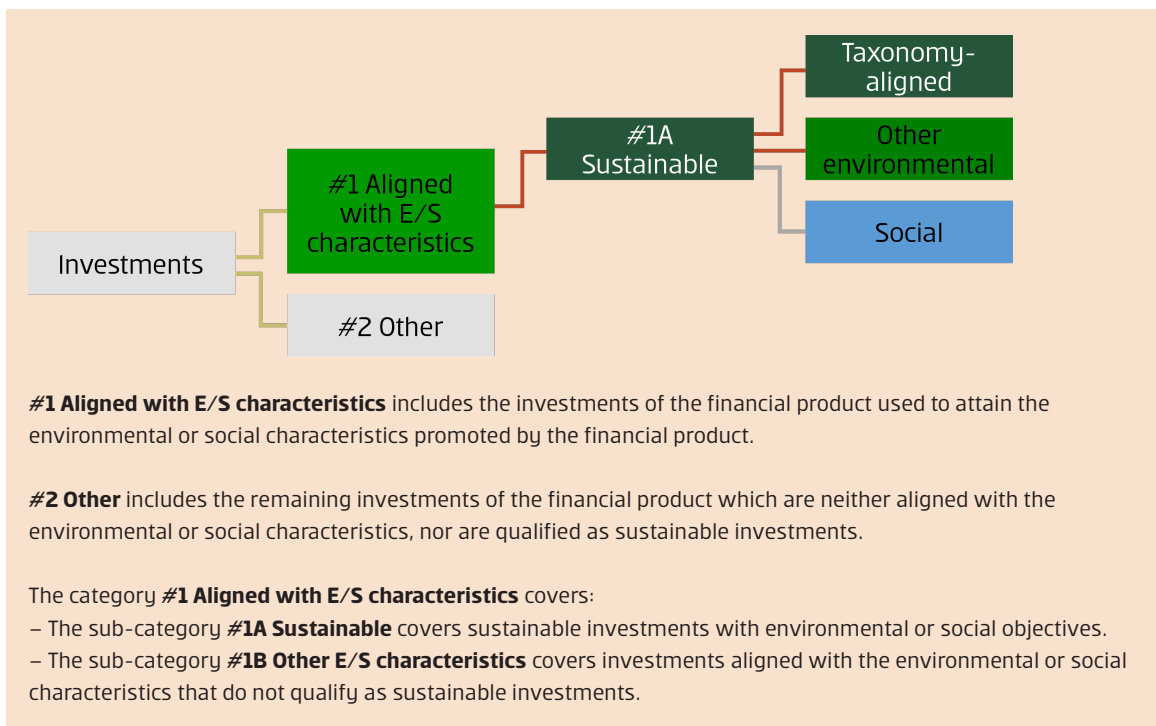 Taxonomy-
aligned
#1A
Sustainable
Other
environmental
#1 Aligned
with E/S
characteristics
Social
Investments
#2 Other
#1 Aligned with E/S characteristics includes the investments of the financial product used to attain the
environmental or social characteristics promoted by the financial product.
#2 Other includes the remaining investments of the financial product which are neither aligned with the
environmental or social characteristics, nor are qualified as sustainable investments.
The category #1 Aligned with E/S characteristics covers:
– The sub-category #1A Sustainable covers sustainable investments with environmental or social objectives.
– The sub-category #1B Other E/S characteristics covers investments aligned with the environmental or social
characteristics that do not qualify as sustainable investments.